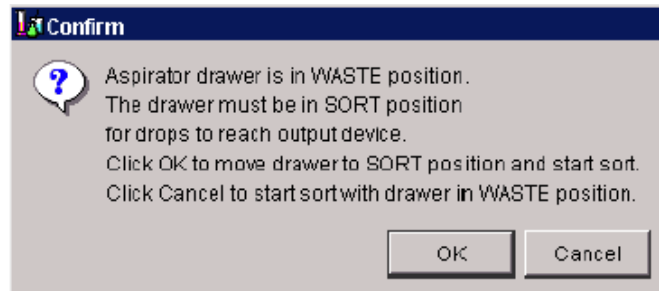 Confirm
?
Aspirator drawer is in WASTE position.
The drawer must be in SORT position
for drops to reach output device.
Click OK to move drawer to SORT position and start sort.
Click Cancel to start sort with drawer in WASTE position.
OK Cancel